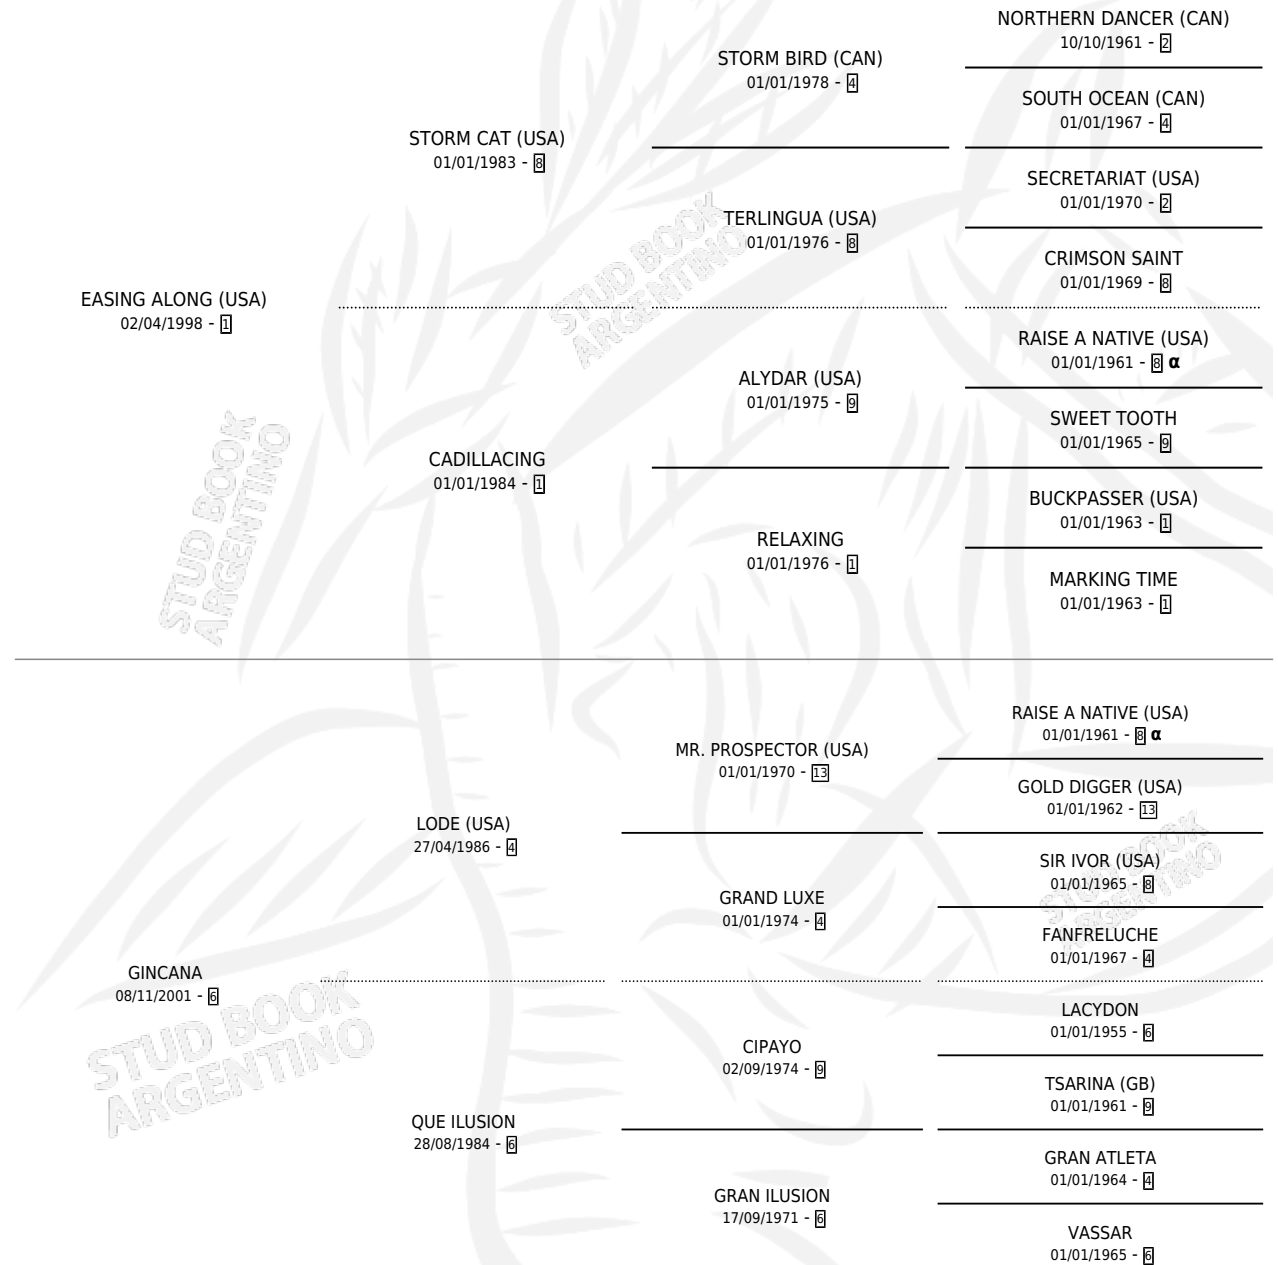 NORTHERN DANCER (CAN)
10/10/1961 - 2
STORM BIRD (CAN)
01/01/1978 - 4
SOUTH OCEAN (CAN)
01/01/1967 - 4
STORM CAT (USA)
01/01/1983 - 8
SECRETARIAT (USA)
01/01/1970 - 2
TERLINGUA (USA)
01/01/1976 - 8
CRIMSON SAINT
01/01/1969 - 8
EASING ALONG (USA)
02/04/1998 - 1
RAISE A NATIVE (USA)
01/01/1961 - 8 α
ALYDAR (USA)
01/01/1975 - 9
SWEET TOOTH
01/01/1965 - 9
CADILLACING
01/01/1984 - 1
BUCKPASSER (USA)
01/01/1963 - 1
RELAXING
01/01/1976 - 1
MARKING TIME
01/01/1963 - 1
RAISE A NATIVE (USA)
01/01/1961 - 8 α
MR. PROSPECTOR (USA)
01/01/1970 - 13
GOLD DIGGER (USA)
01/01/1962 - 13
LODE (USA)
27/04/1986 - 4
SIR IVOR (USA)
01/01/1965 - 8
GRAND LUXE
01/01/1974 - 4
FANFRELUCHE
01/01/1967 - 4
GINCANA
08/11/2001 - 6
LACYDON
01/01/1955 - 6
CIPAYO
02/09/1974 - 9
TSARINA (GB)
01/01/1961 - 9
QUE ILUSION
28/08/1984 - 6
GRAN ATLETA
01/01/1964 - 4
GRAN ILUSION
17/09/1971 - 6
VASSAR
01/01/1965 - 6
STUD BOOK
ARGENTINO
STUD BOOK
ARGENTINO
STUD BOOK
ARGENTINO
STUD BOOK
ARGENTINO